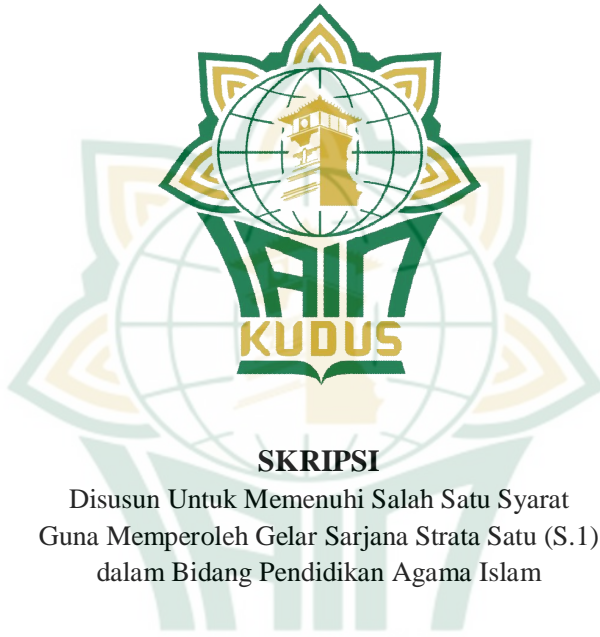 IAIN
KUDUS
SKRIPSI
Disusun Untuk Memenuhi Salah Satu Syarat
Guna Memperoleh Gelar Sarjana Strata Satu (S.1)
dalam Bidang Pendidikan Agama Islam